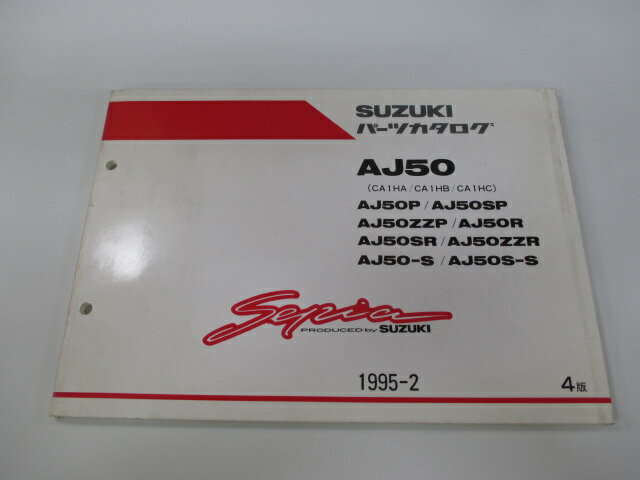 SUZUKI
パーツカタログ
AJ50
(CA1HA/CA1HB/CA1HC)
AJ50P/AJ50SP
AJ50ZZP/AJ50R
AJ50SR/AJ50ZZR
AJ50-S/AJ50S-S
Sepia
PRODUCED by SUZUKI
1995-2
4版